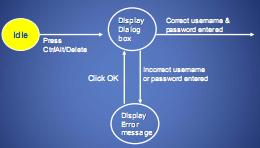 Idle
Press
Ctrl/Alt/Delete
Display
Dialog
box
Correct username &
password entered
Click OK
Incorrect username
or password entered
Display
Error
message